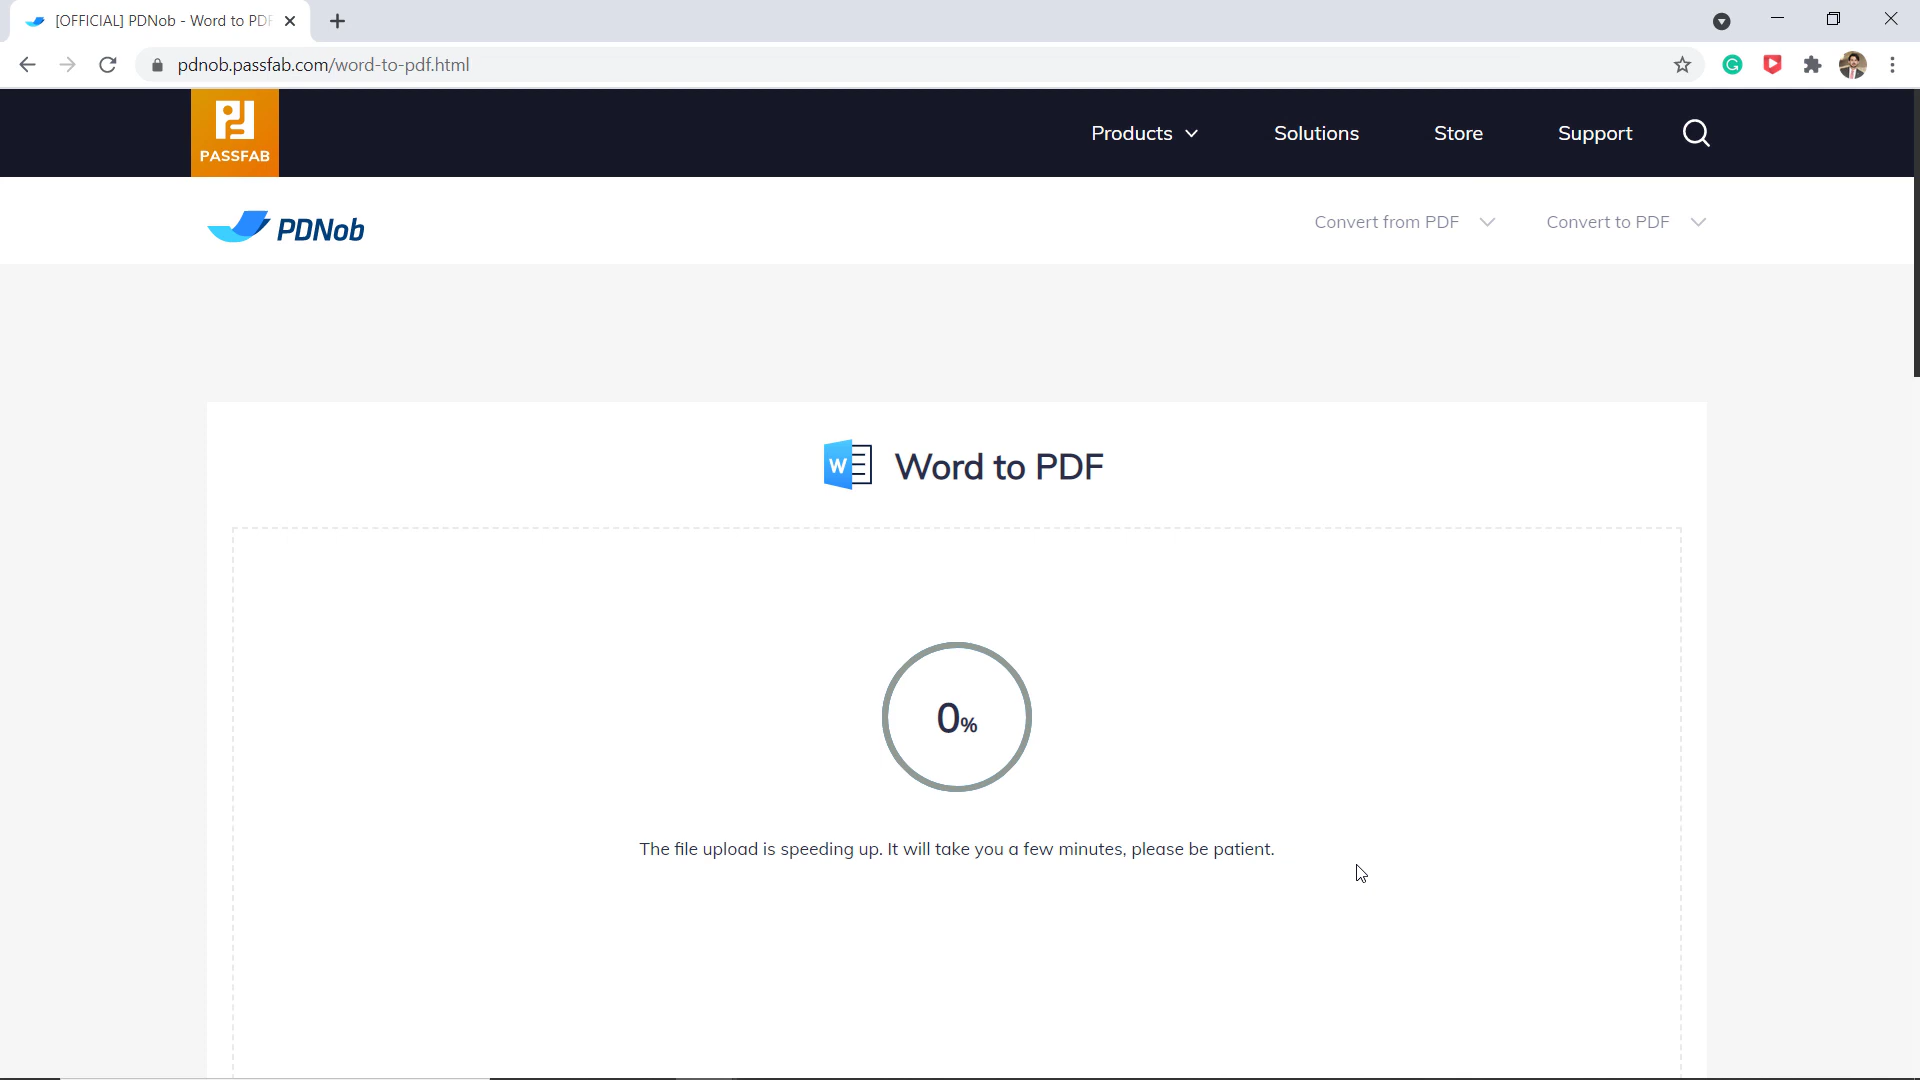 [OFFICIAL] PDNob - Word to PDF
pdnob.passfab.com/word-to-pdf.html
PASSFAB
Products
Solutions
Store
Support
PDNob
Convert from PDF
Convert to PDF
W
Word to PDF
0%
The file upload is speeding up. It will take you a few minutes, please be patient.